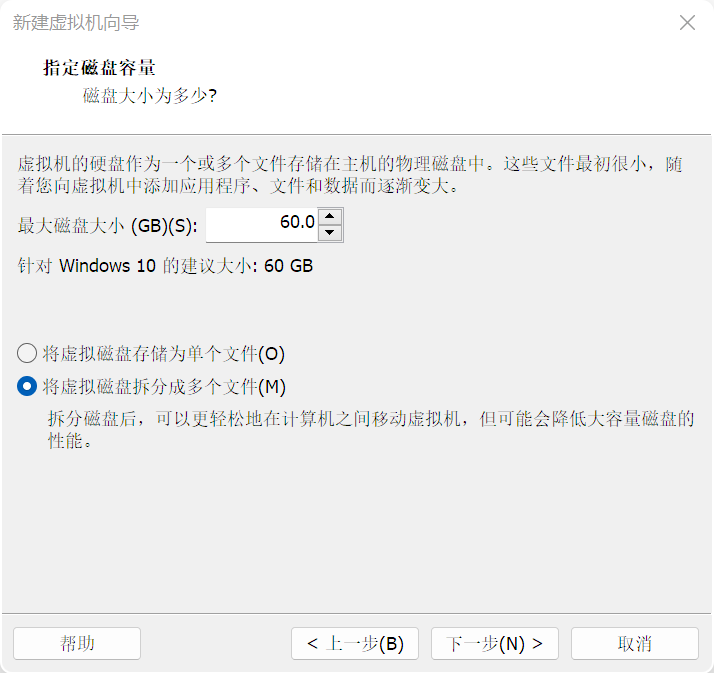 新建虚拟机向导
指定磁盘容量
磁盘大小为多少?
虚拟机的硬盘作为一个或多个文件存储在主机的物理磁盘中。这些文件最初很小，随
着您向虚拟机中添加应用程序、文件和数据而逐渐变大。
最大磁盘大小 (GB)(S): 60.0
针对 Windows 10 的建议大小: 60 GB
将虚拟磁盘存储为单个文件(O)
将虚拟磁盘拆分成多个文件(M)
拆分磁盘后，可以更轻松地在计算机之间移动虚拟机，但可能会降低大容量磁盘的
性能。
帮助 < 上一步(B) 下一步(N) > 取消